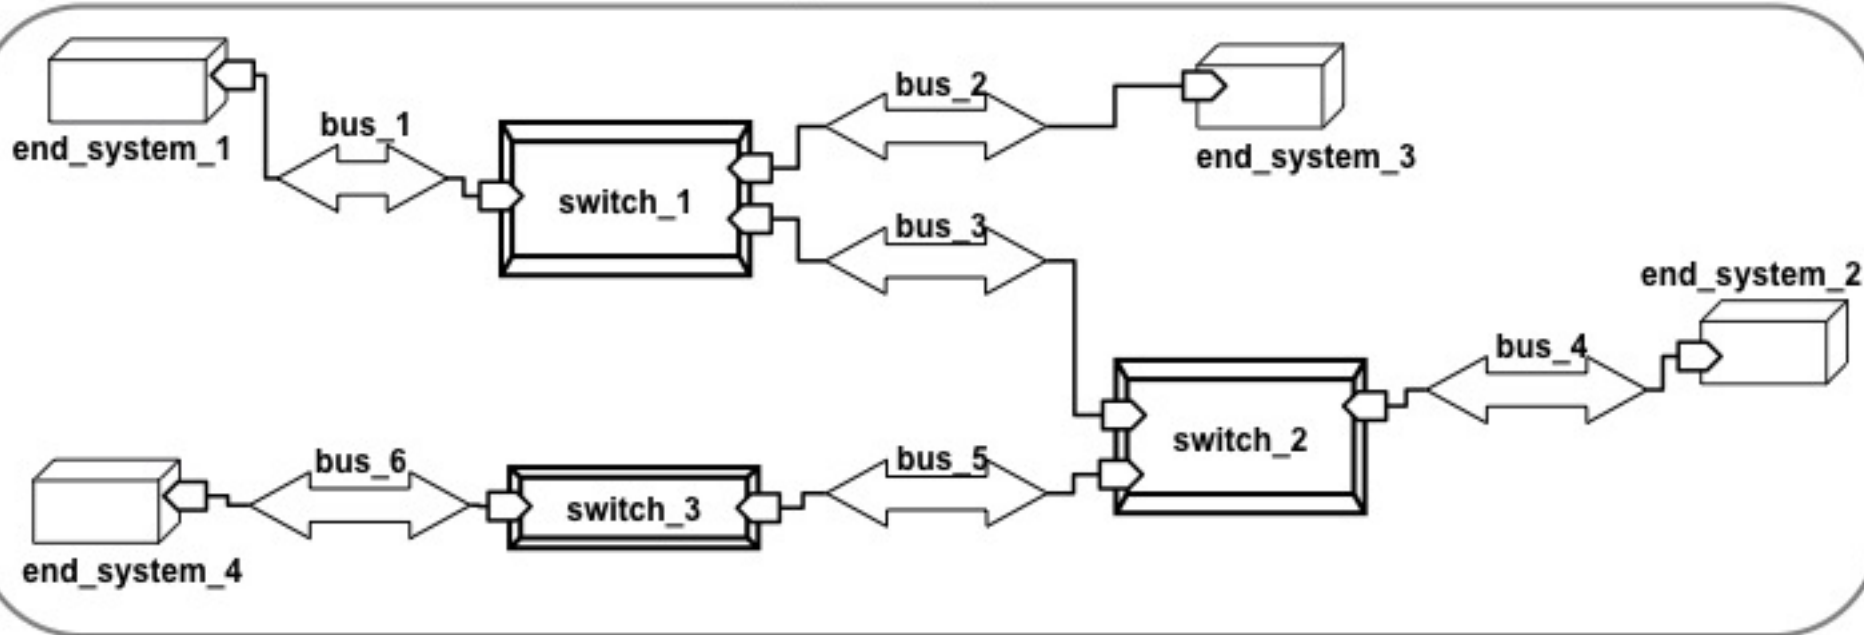 bus_2
bus_1
end_system_1
end_system_3
switch_1
bus_3
end_system_2
bus_4
switch_2
bus_6
bus_5
switch_3
end_system_4